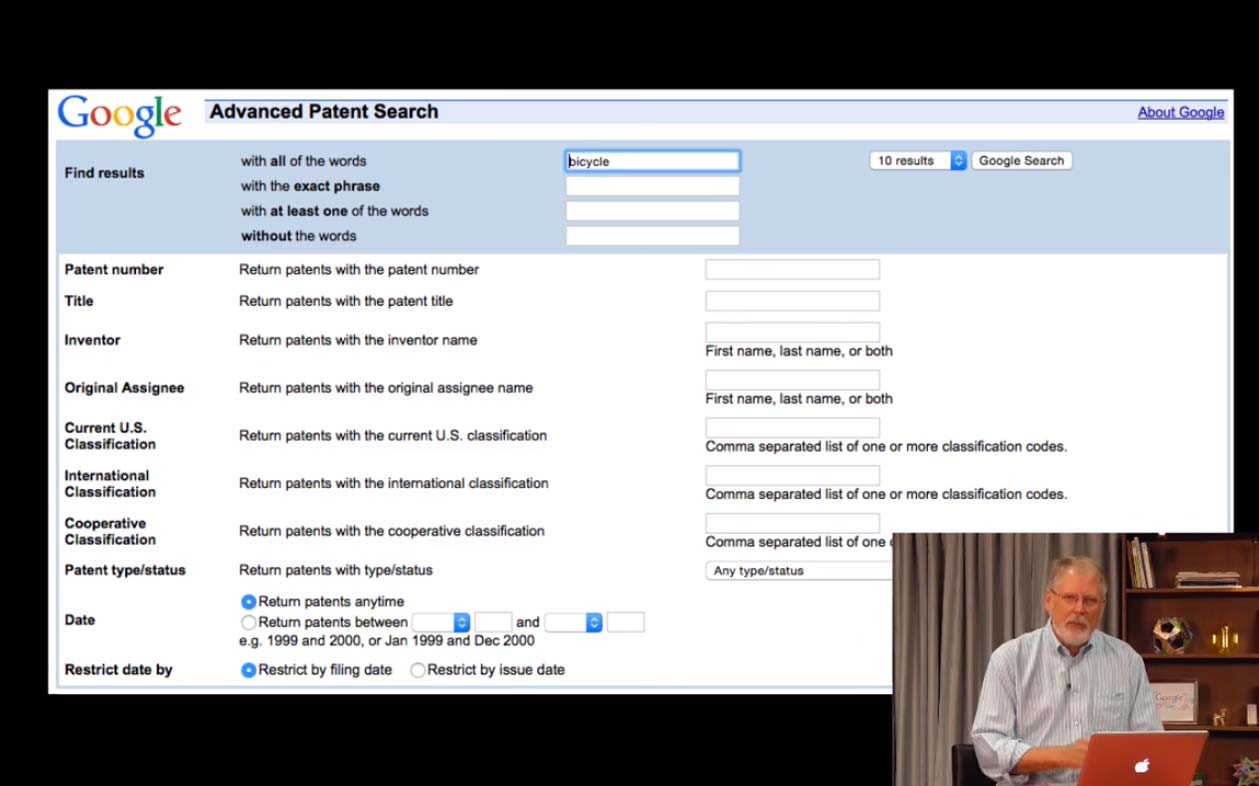 Google
Advanced Patent Search
About Google
Find results
with all of the words
bicycle
10 results
Google Search
with the exact phrase
with at least one of the words
without the words
Patent number
Return patents with the patent number
Title
Return patents with the patent title
Inventor
Return patents with the inventor name
First name, last name, or both
Original Assignee
Return patents with the original assignee name
First name, last name, or both
Current U.S.
Classification
Return patents with the current U.S. classification
Comma separated list of one or more classification codes.
International
Classification
Return patents with the international classification
Comma separated list of one or more classification codes.
Cooperative
Classification
Return patents with the cooperative classification
Comma separated list of one
Patent type/status
Return patents with type/status
Any type/status
Date
Return patents anytime
Return patents between
and
e.g. 1999 and 2000, or Jan 1999 and Dec 2000
Restrict date by
Restrict by filing date
Restrict by issue date
Google